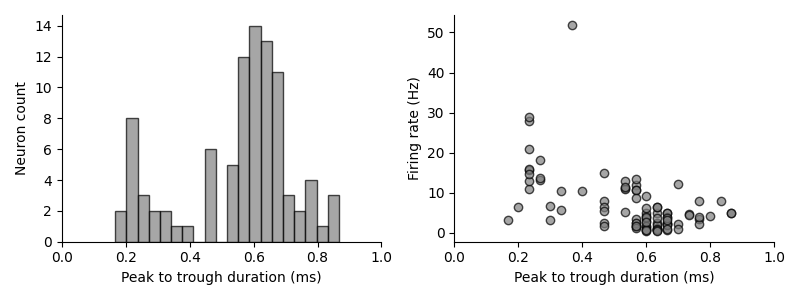 Neuron count
14
12
10
8
6
4
2
0
0.0 0.2 0.4 0.6 0.8 1.0
Peak to trough duration (ms)
Firing rate (Hz)
50
40
30
20
10
0
0.0 0.2 0.4 0.6 0.8 1.0
Peak to trough duration (ms)